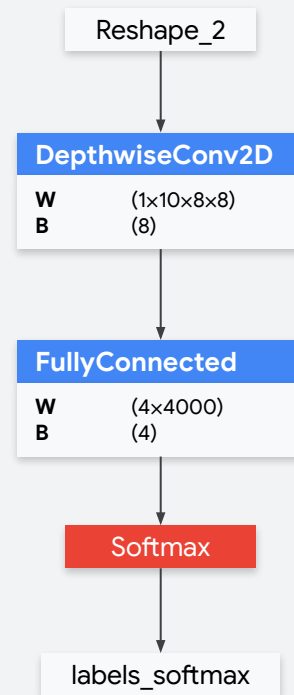 Reshape_2
DepthwiseConv2D
W (1×10×8×8)
B (8)
FullyConnected
W (4×4000)
B (4)
Softmax
labels_softmax